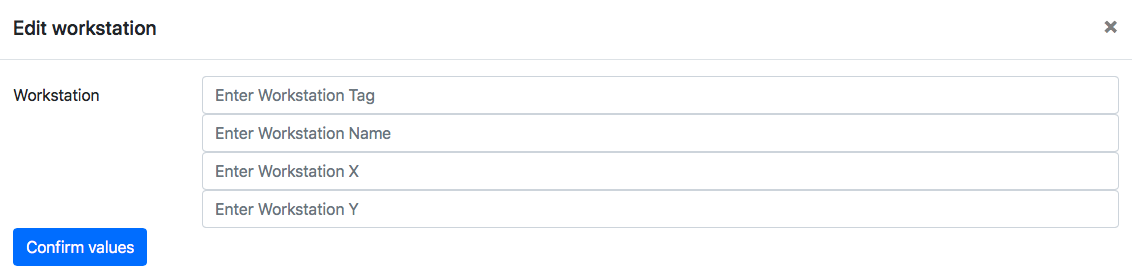 Edit workstation
Workstation
Enter Workstation Tag
Enter Workstation Name
Enter Workstation X
Enter Workstation Y
Confirm values